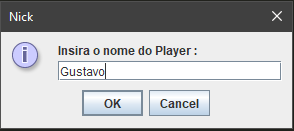 Nick
Insira o nome do Player :
Gustavo
OK
Cancel